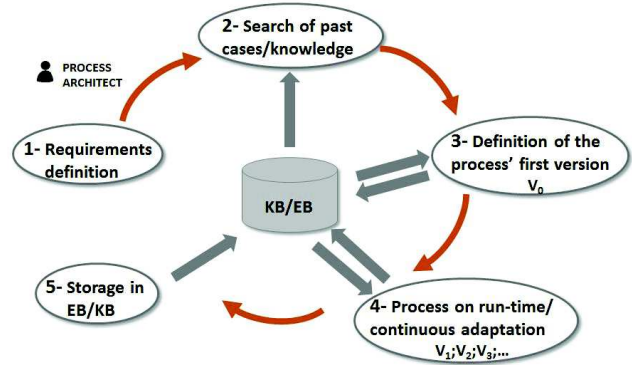 2- Search of past
cases/knowledge
PROCESS
ARCHITECT
1- Requirements
definition
3- Definition of the
process' first version
V₀
KB/EB
5- Storage in
EB/KB
4- Process on run-time/
continuous adaptation
V₁;V₂;V₃;...